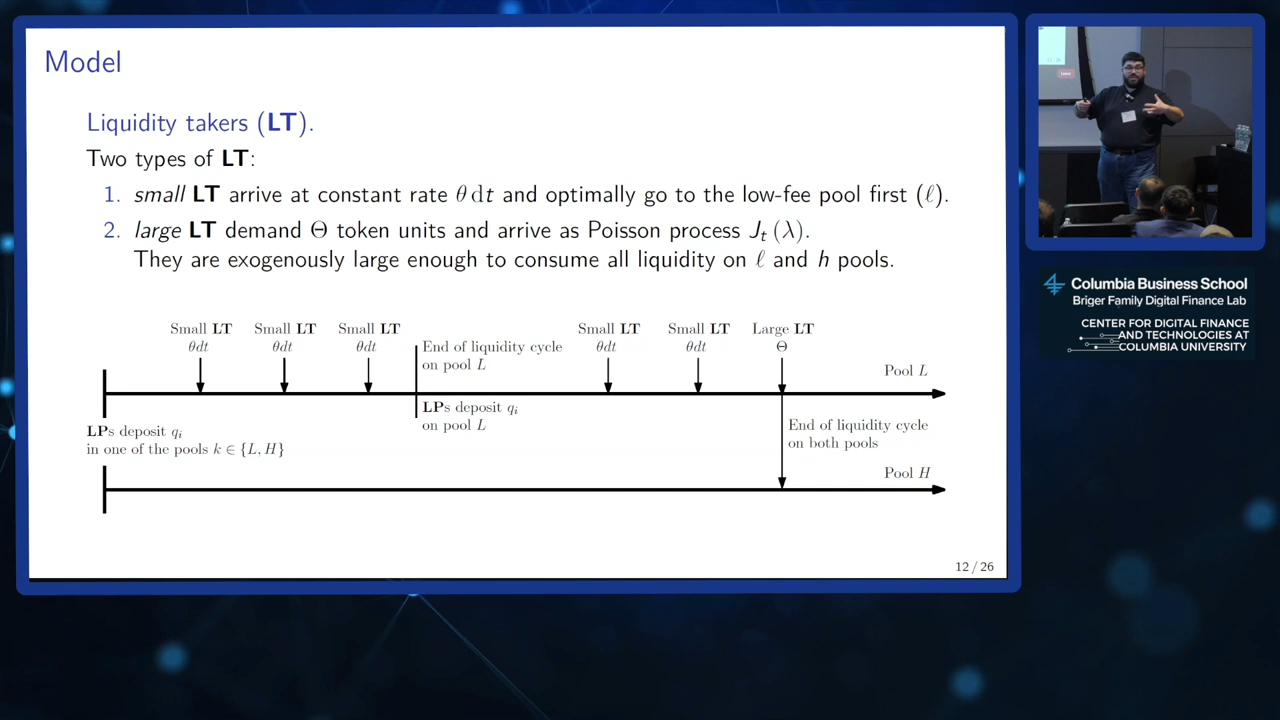 Model
Liquidity takers (LT).
Two types of LT:
1. small LT arrive at constant rate θ dt and optimally go to the low-fee pool first (ℓ).
2. large LT demand Θ token units and arrive as Poisson process Jₜ (λ).
They are exogenously large enough to consume all liquidity on ℓ and h pools.
Small LT Small LT Small LT Small LT Small LT Large LT
θdt θdt θdt θdt θdt Θ
End of liquidity cycle
on pool L
Pool L
LPs deposit qᵢ
on pool L
LPs deposit qᵢ
in one of the pools k ∈ {L, H}
End of liquidity cycle
on both pools
Pool H
12 / 26
Columbia Business School
Briger Family Digital Finance Lab
CENTER FOR DIGITAL FINANCE
AND TECHNOLOGIES AT
COLUMBIA UNIVERSITY